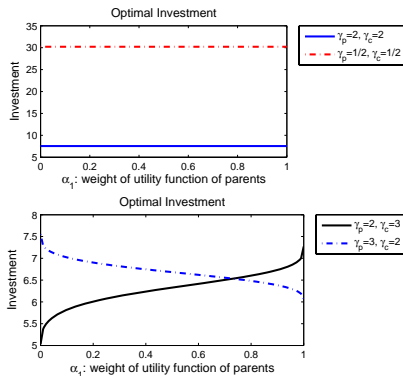 Optimal Investment
35
30
25
20
15
10
5
Investment
0
0.2
0.4
0.6
0.8
1
α₁: weight of utility function of parents
γp=2, γc=2
γp=1/2, γc=1/2
Optimal Investment
8
7.5
7
6.5
6
5.5
5
Investment
0
0.2
0.4
0.6
0.8
1
α₁: weight of utility function of parents
γp=2, γc=3
γp=3, γc=2